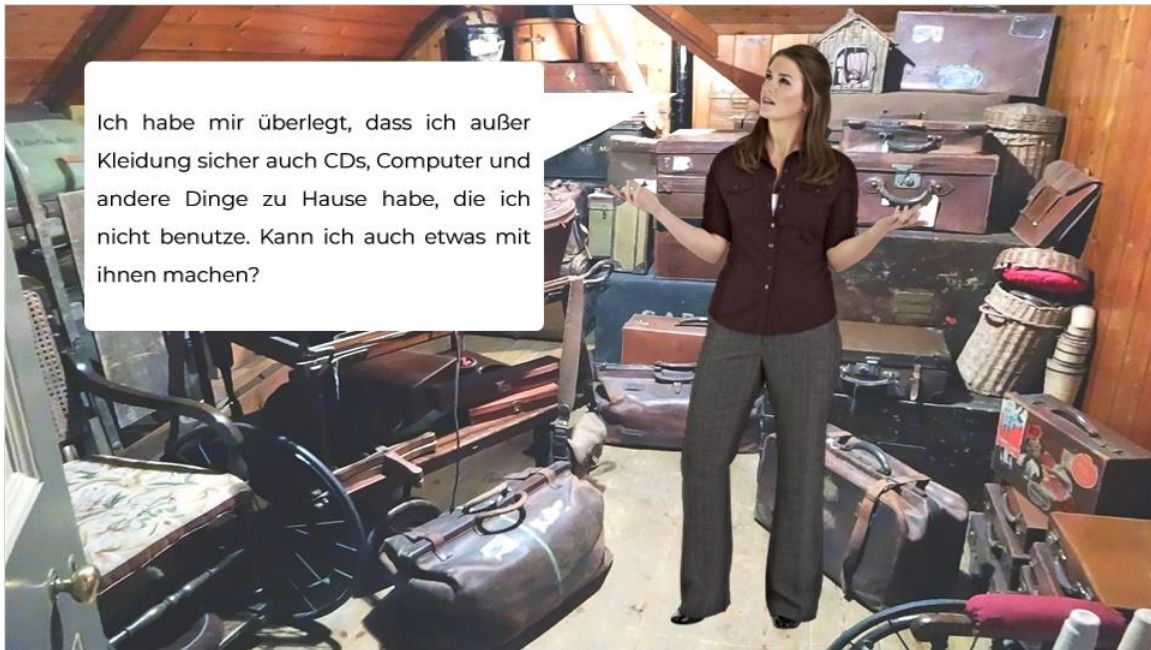 Ich habe mir überlegt, dass ich außer
Kleidung sicher auch CDs, Computer und
andere Dinge zu Hause habe, die ich
nicht benutze. Kann ich auch etwas mit
ihnen machen?